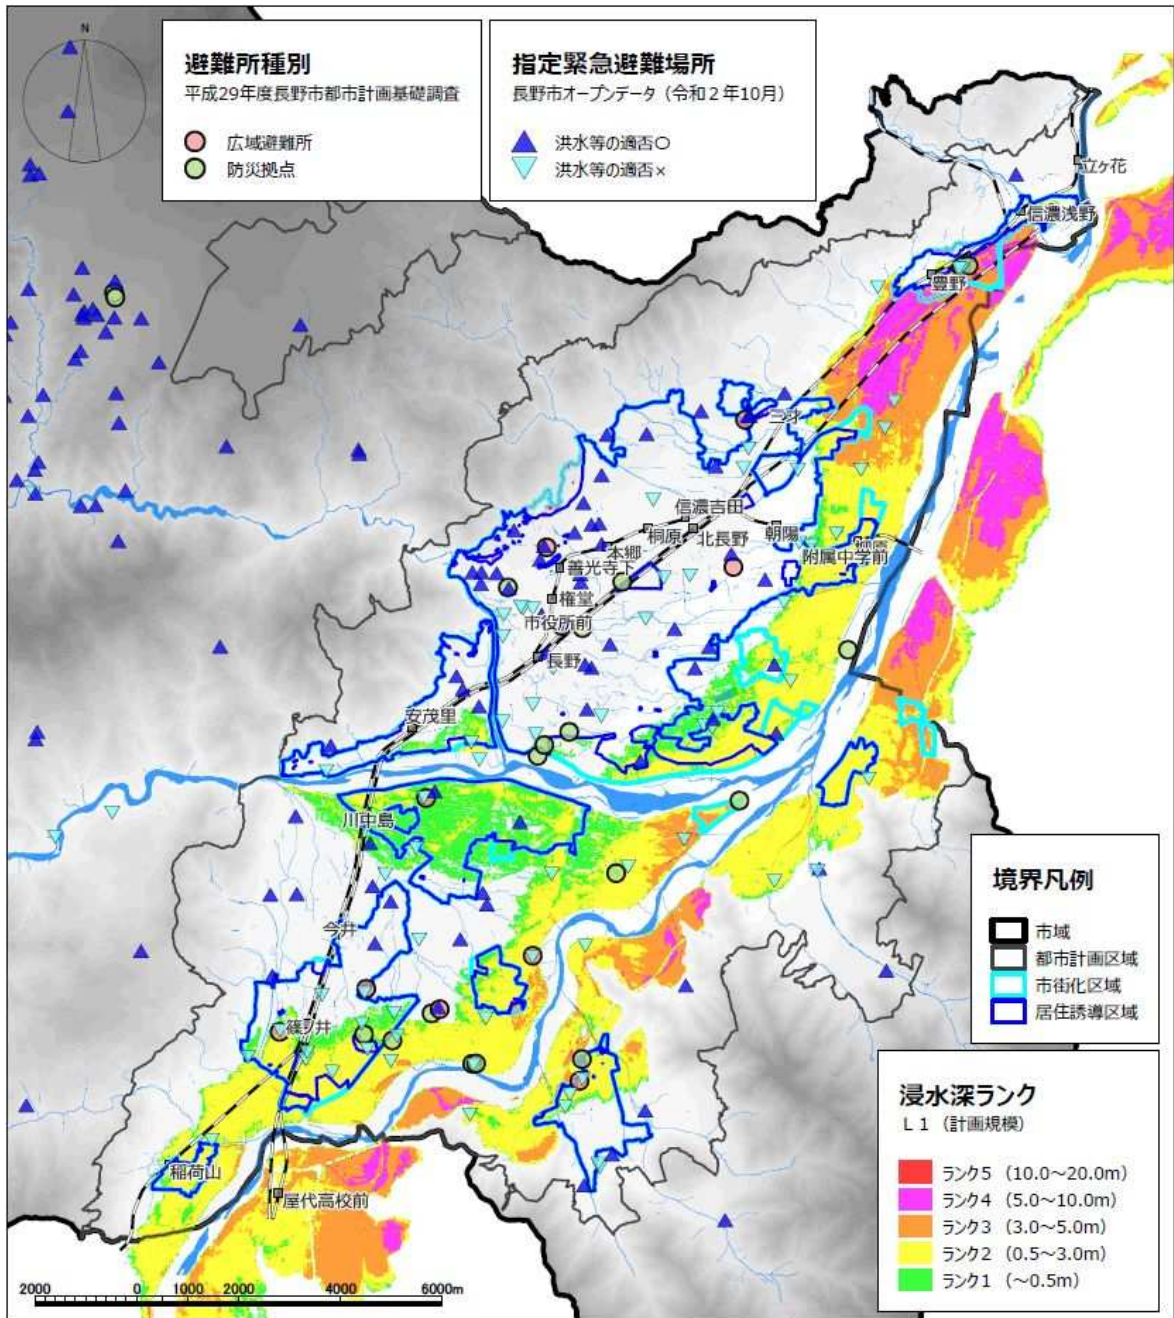 N
避難所種別
平成29年度長野市都市計画基礎調査
広域避難所
防災拠点
指定緊急避難場所
長野市オープンデータ（令和２年10月）
洪水等の適否○
洪水等の適否×
立ヶ花
信濃浅野
豊野
三才
信濃吉田
桐原
北長野
朝陽
本郷
附属中学前
善光寺下
権堂
市役所前
長野
安茂里
川中島
今井
篠ノ井
稲荷山
屋代高校前
境界凡例
市域
都市計画区域
市街化区域
居住誘導区域
浸水深ランク
Ｌ１（計画規模）
ランク５（10.0～20.0m）
ランク４（5.0～10.0m）
ランク３（3.0～5.0m）
ランク２（0.5～3.0m）
ランク１（～0.5m）
2000 0 1000 2000 4000 6000m